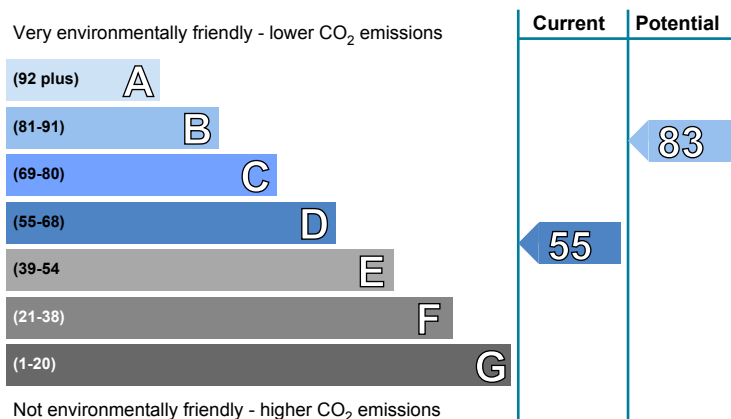 Very environmentally friendly - lower CO2 emissions
Current
Potential
(92 plus) A
(81-91) B
83
(69-80) C
(55-68) D
55
(39-54 E
(21-38) F
(1-20) G
Not environmentally friendly - higher CO2 emissions